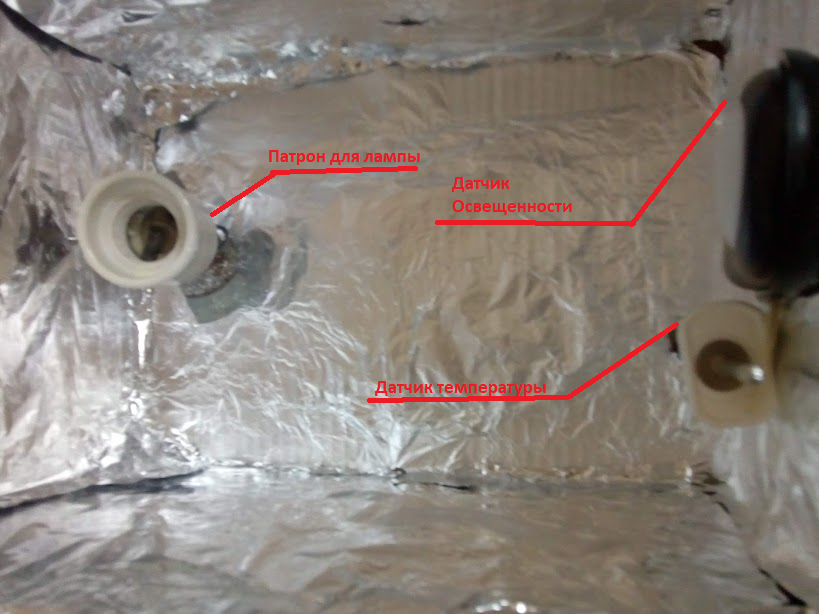 Патрон для лампы
Датчик
Освещенности
Датчик температуры